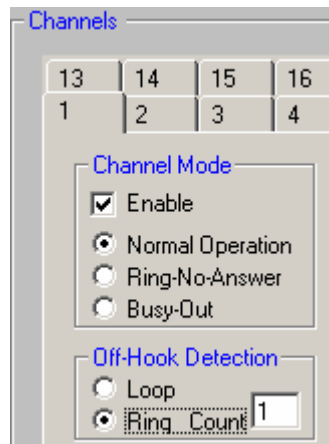 Channels
13 14 15 16
1 2 3 4
Channel Mode
Enable
Normal Operation
Ring-No-Answer
Busy-Out
Off-Hook Detection
Loop
Ring Count 1